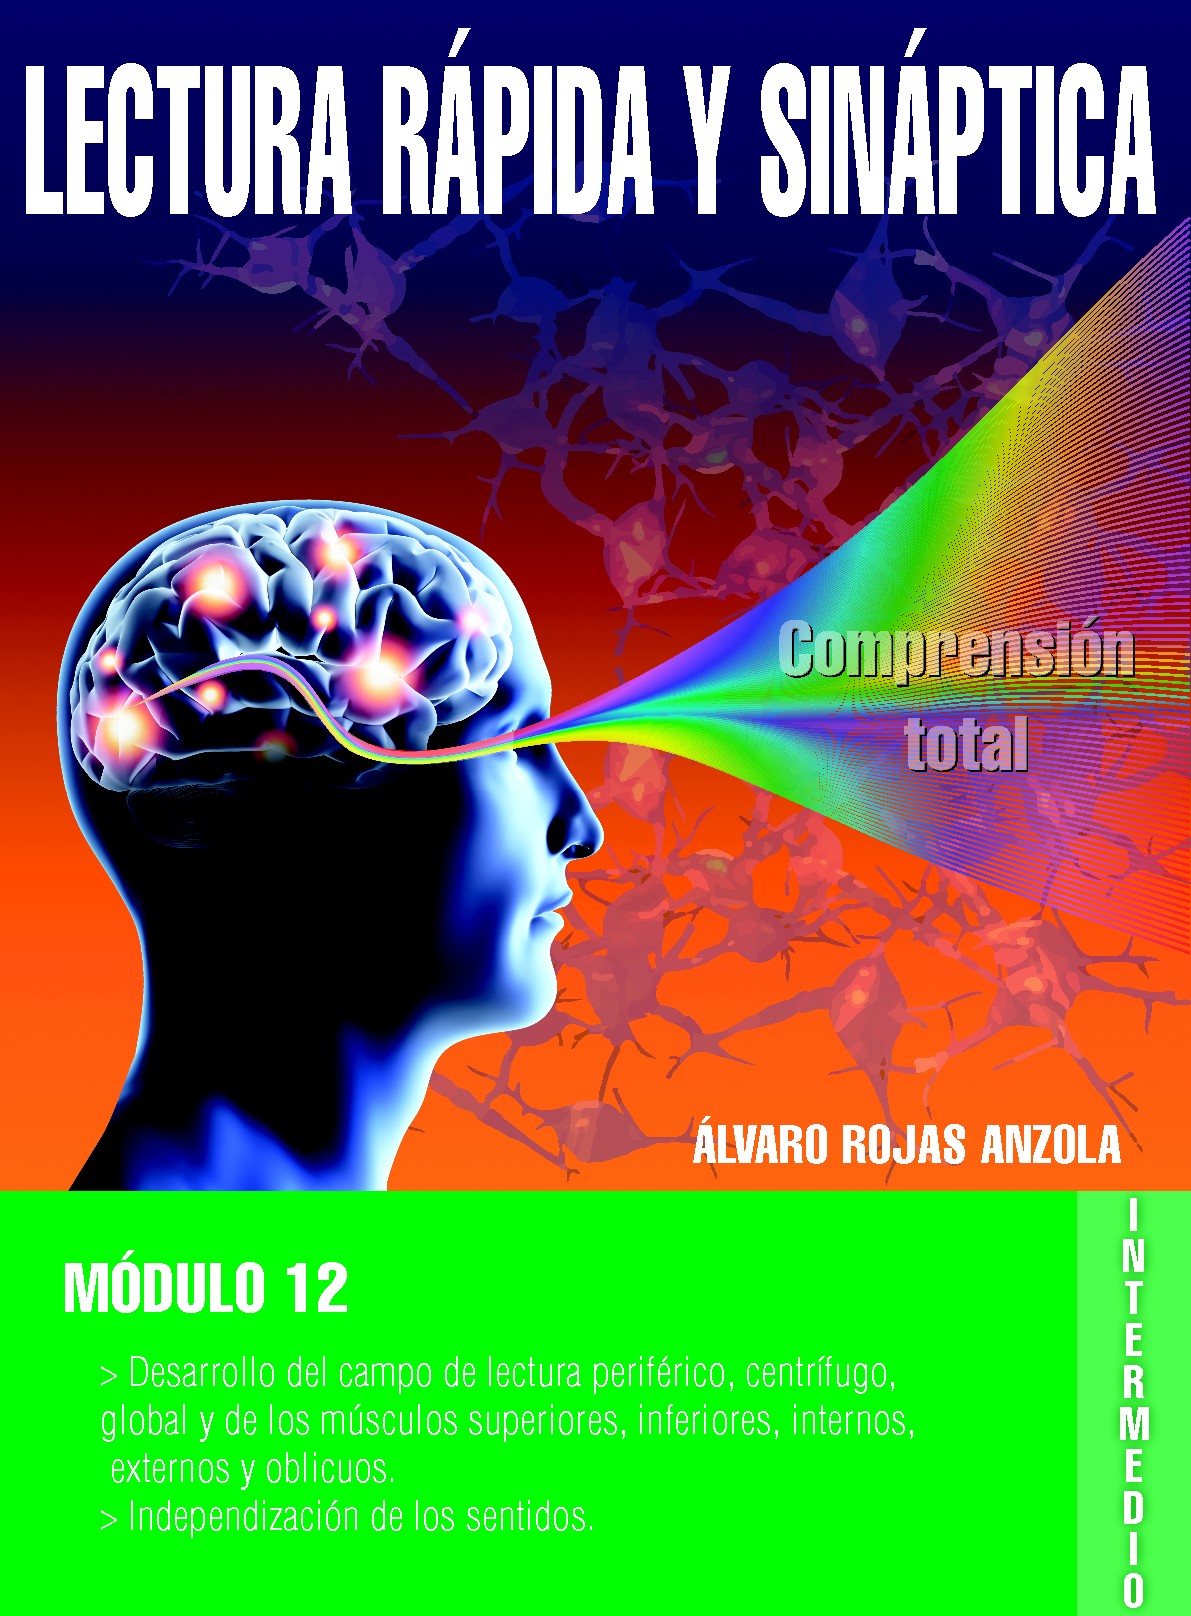 LECTURA RÁPIDA Y SINÁPTICA
Comprensión
total
ÁLVARO ROJAS ANZOLA
MÓDULO 12
> Desarrollo del campo de lectura periférico, centrífugo,
global y de los músculos superiores, inferiores, internos,
externos y oblicuos.
> Independización de los sentidos.
INTERMEDIO